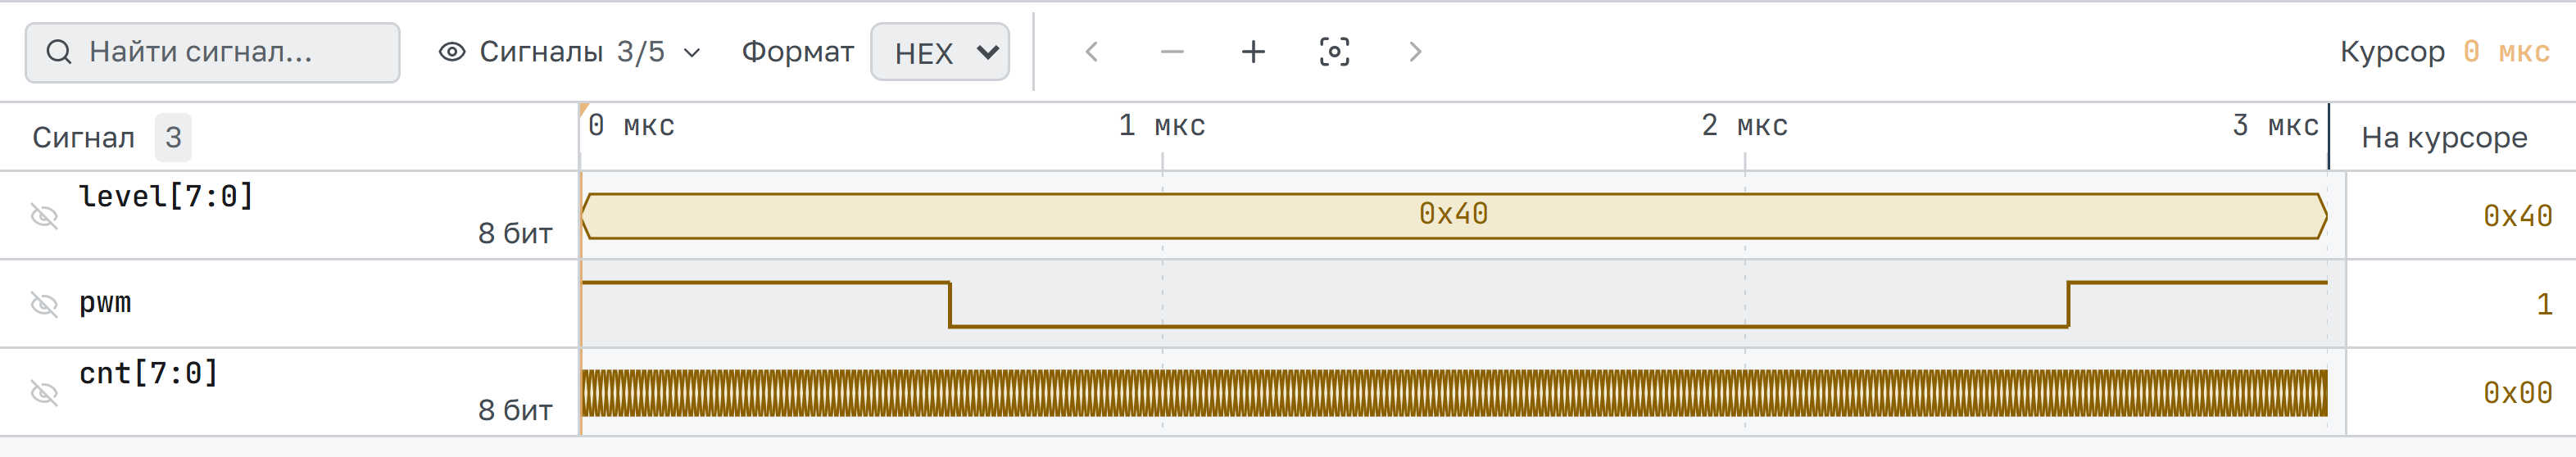 Найти сигнал...
Сигналы 3/5
Формат HEX
Курсор 0 мкс
Сигнал 3
0 мкс 1 мкс 2 мкс 3 мкс
На курсоре
level[7:0]
8 бит
0x40
0x40
pwm
1
cnt[7:0]
8 бит
0x00